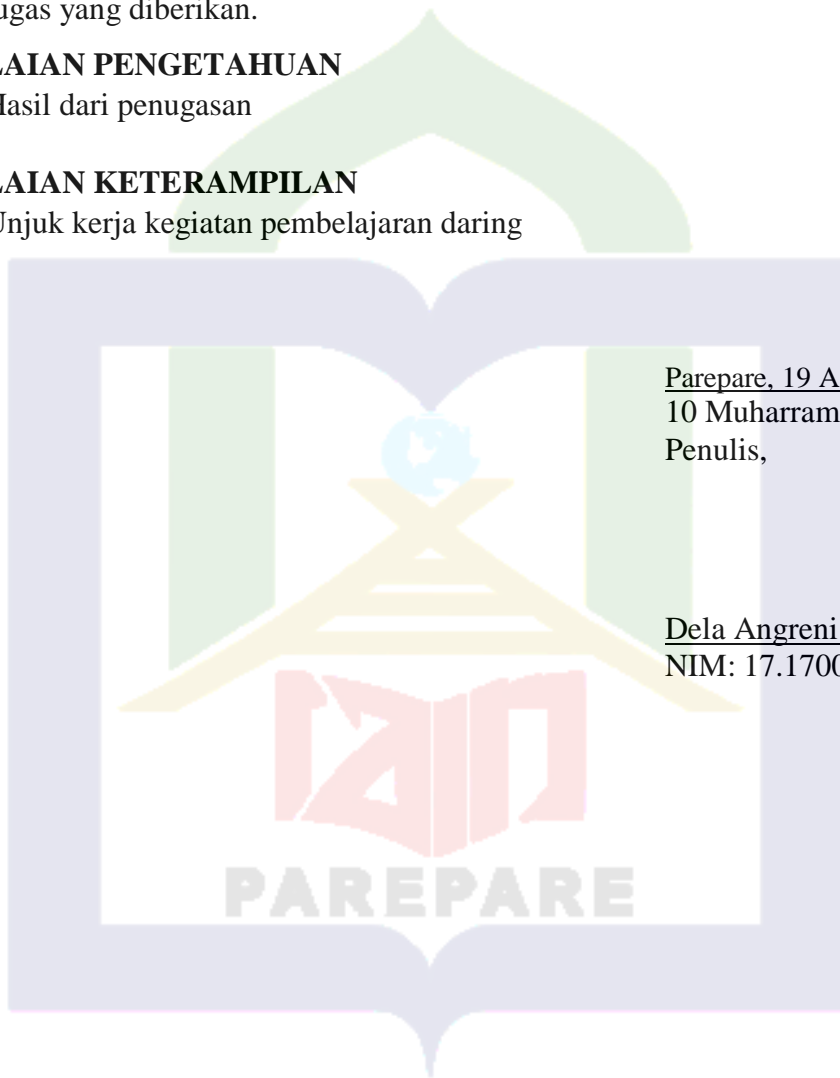 ugas yang diberikan.
LAIAN PENGETAHUAN
Hasil dari penugasan
LAIAN KETERAMPILAN
Unjuk kerja kegiatan pembelajaran daring
Parepare, 19 A
10 Muharram
Penulis,
Dela Angreni
NIM: 17.1700
iain
PAREPARE